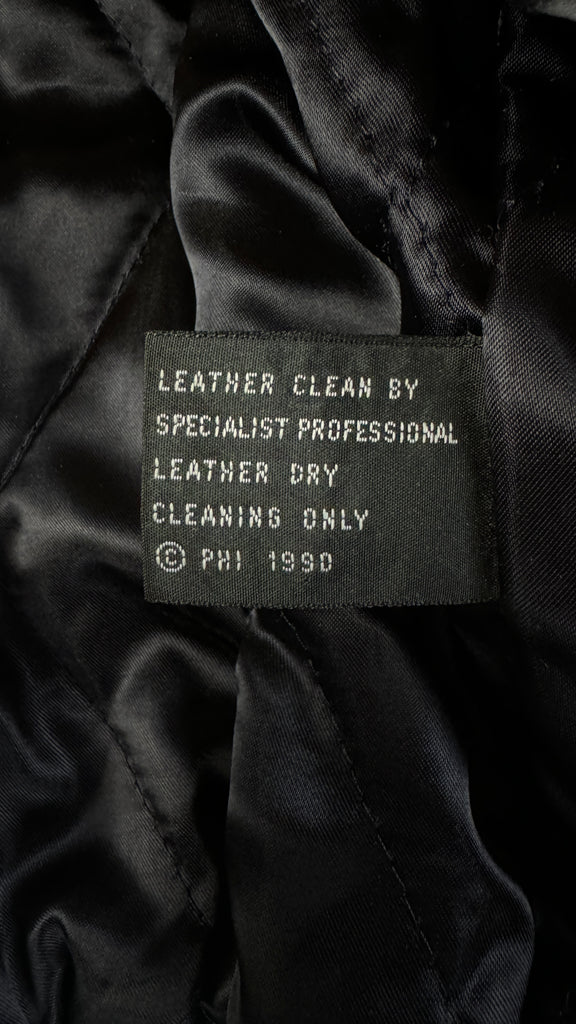 LEATHER CLEAN BY
SPECIALIST PROFESSIONAL
LEATHER DRY
CLEANING ONLY
© PHI 1990